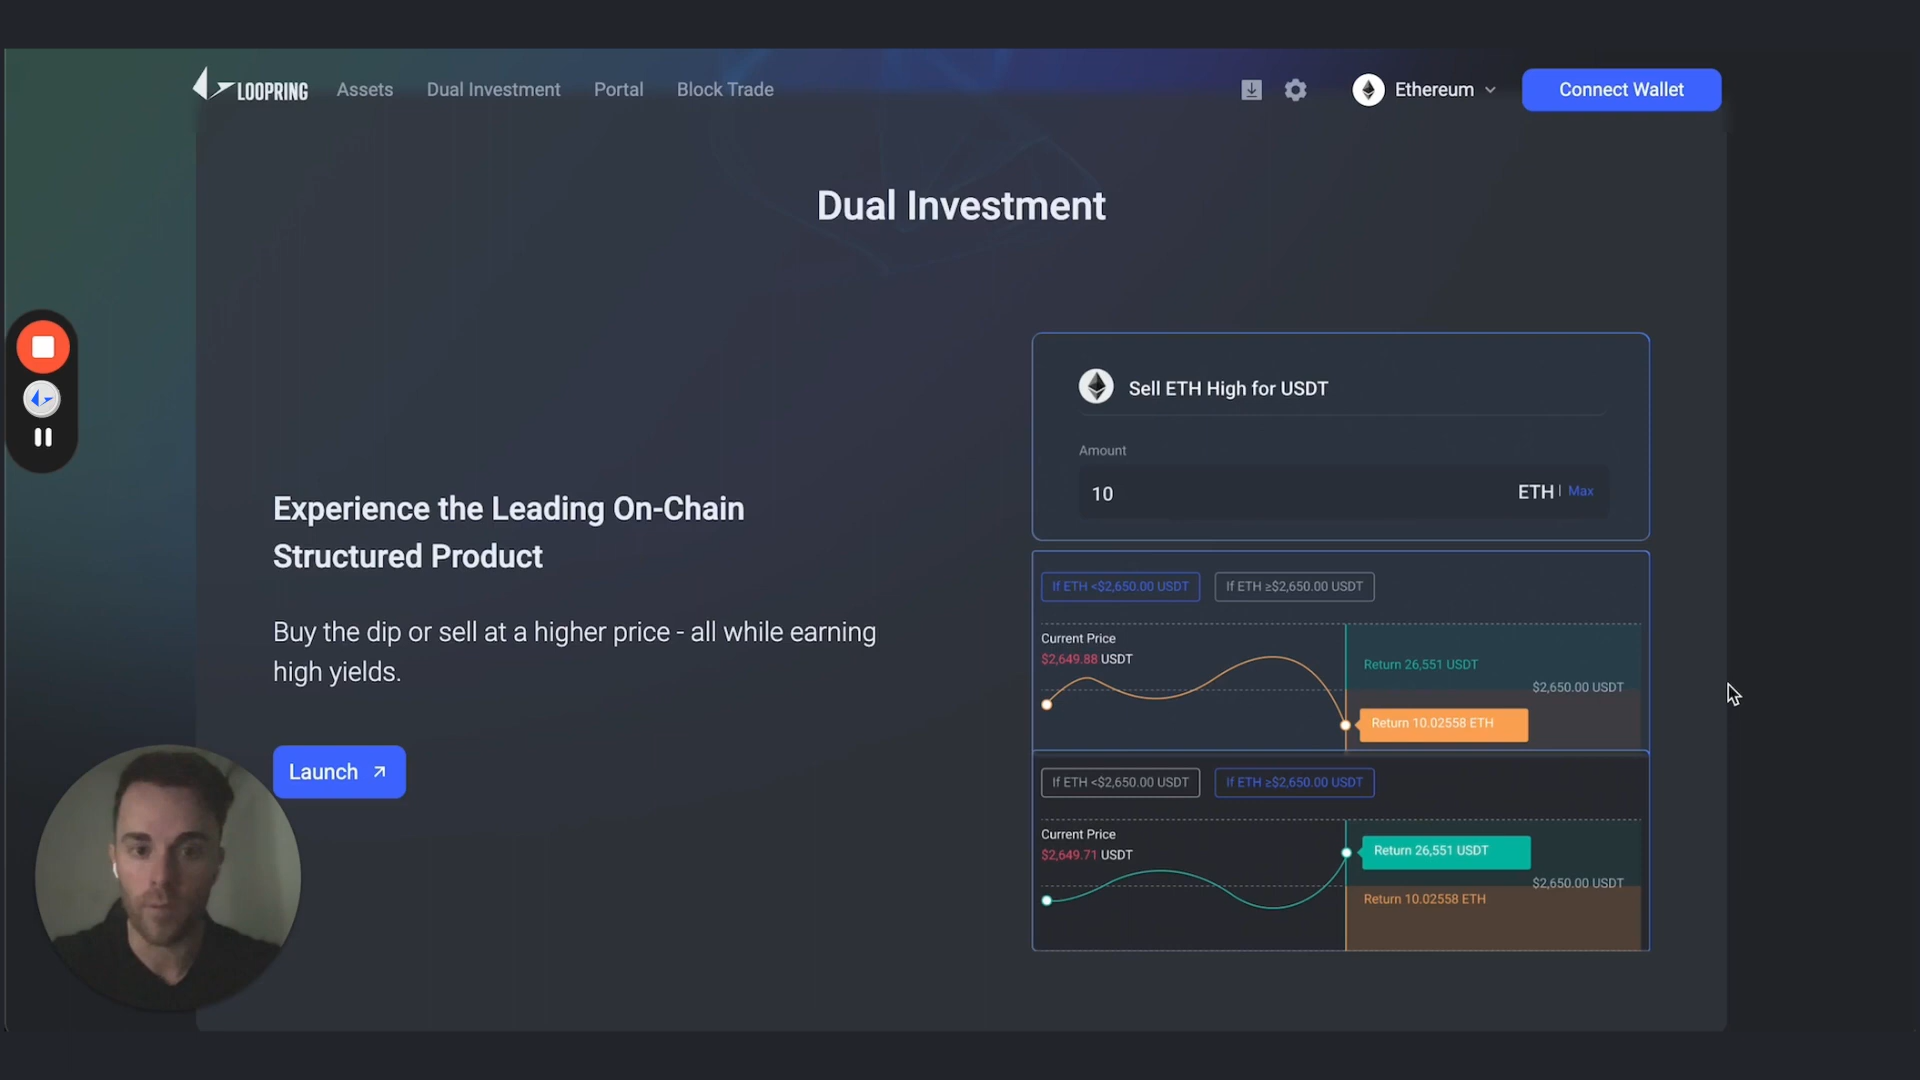 LOOPRING
Assets
Dual Investment
Portal
Block Trade
Ethereum
Connect Wallet
Dual Investment
Experience the Leading On-Chain
Structured Product
Buy the dip or sell at a higher price - all while earning
high yields.
Launch
Sell ETH High for USDT
Amount
10
ETH | Max
If ETH <$2,650.00 USDT
If ETH ≥$2,650.00 USDT
Current Price
$2,649.88 USDT
Return 26,551 USDT
$2,650.00 USDT
Return 10.02558 ETH
If ETH <$2,650.00 USDT
If ETH ≥$2,650.00 USDT
Current Price
$2,649.71 USDT
Return 26,551 USDT
$2,650.00 USDT
Return 10.02558 ETH